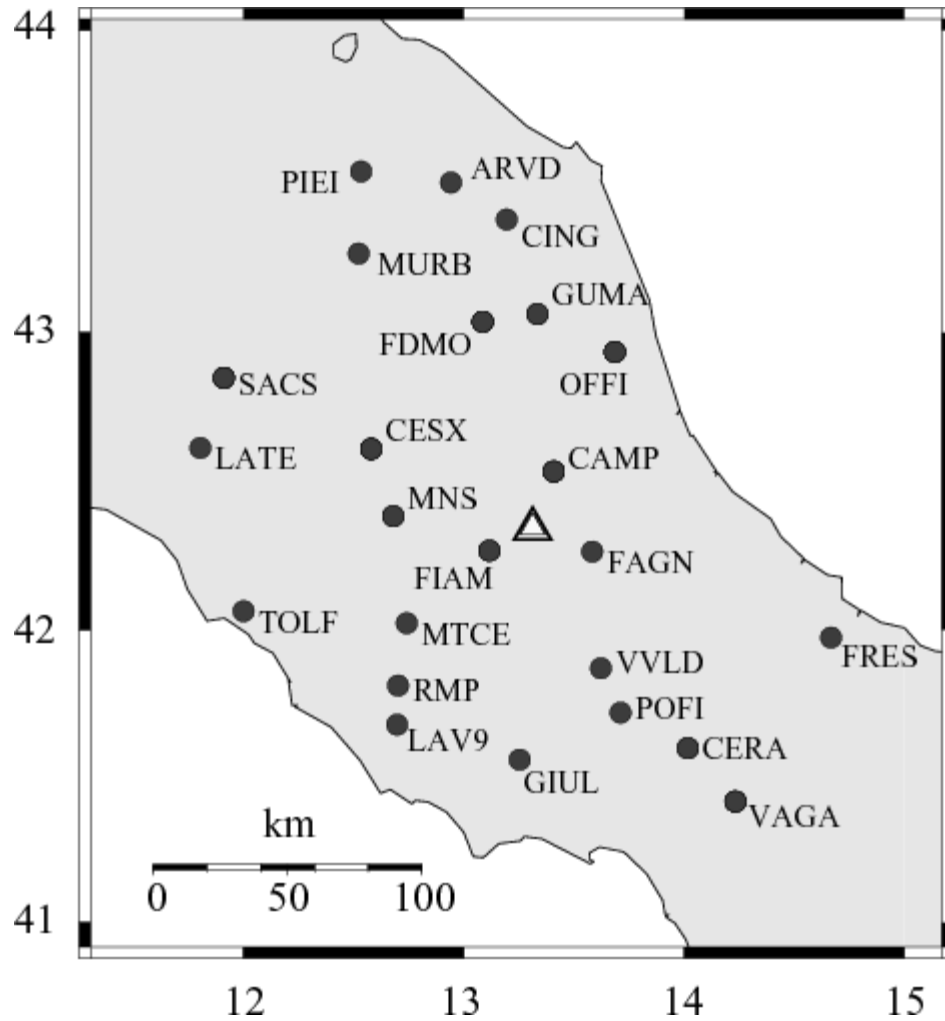 44
ARVD
PIEI
CING
MURB
GUMA
43
FDMO
OFFI
SACS
CESX
LATE
CAMP
MNS
FAGN
FIAM
42
TOLF
MTCE
FRES
VVLD
RMP
POFI
LAV9
CERA
GIUL
VAGA
km
0 50 100
41
12 13 14 15